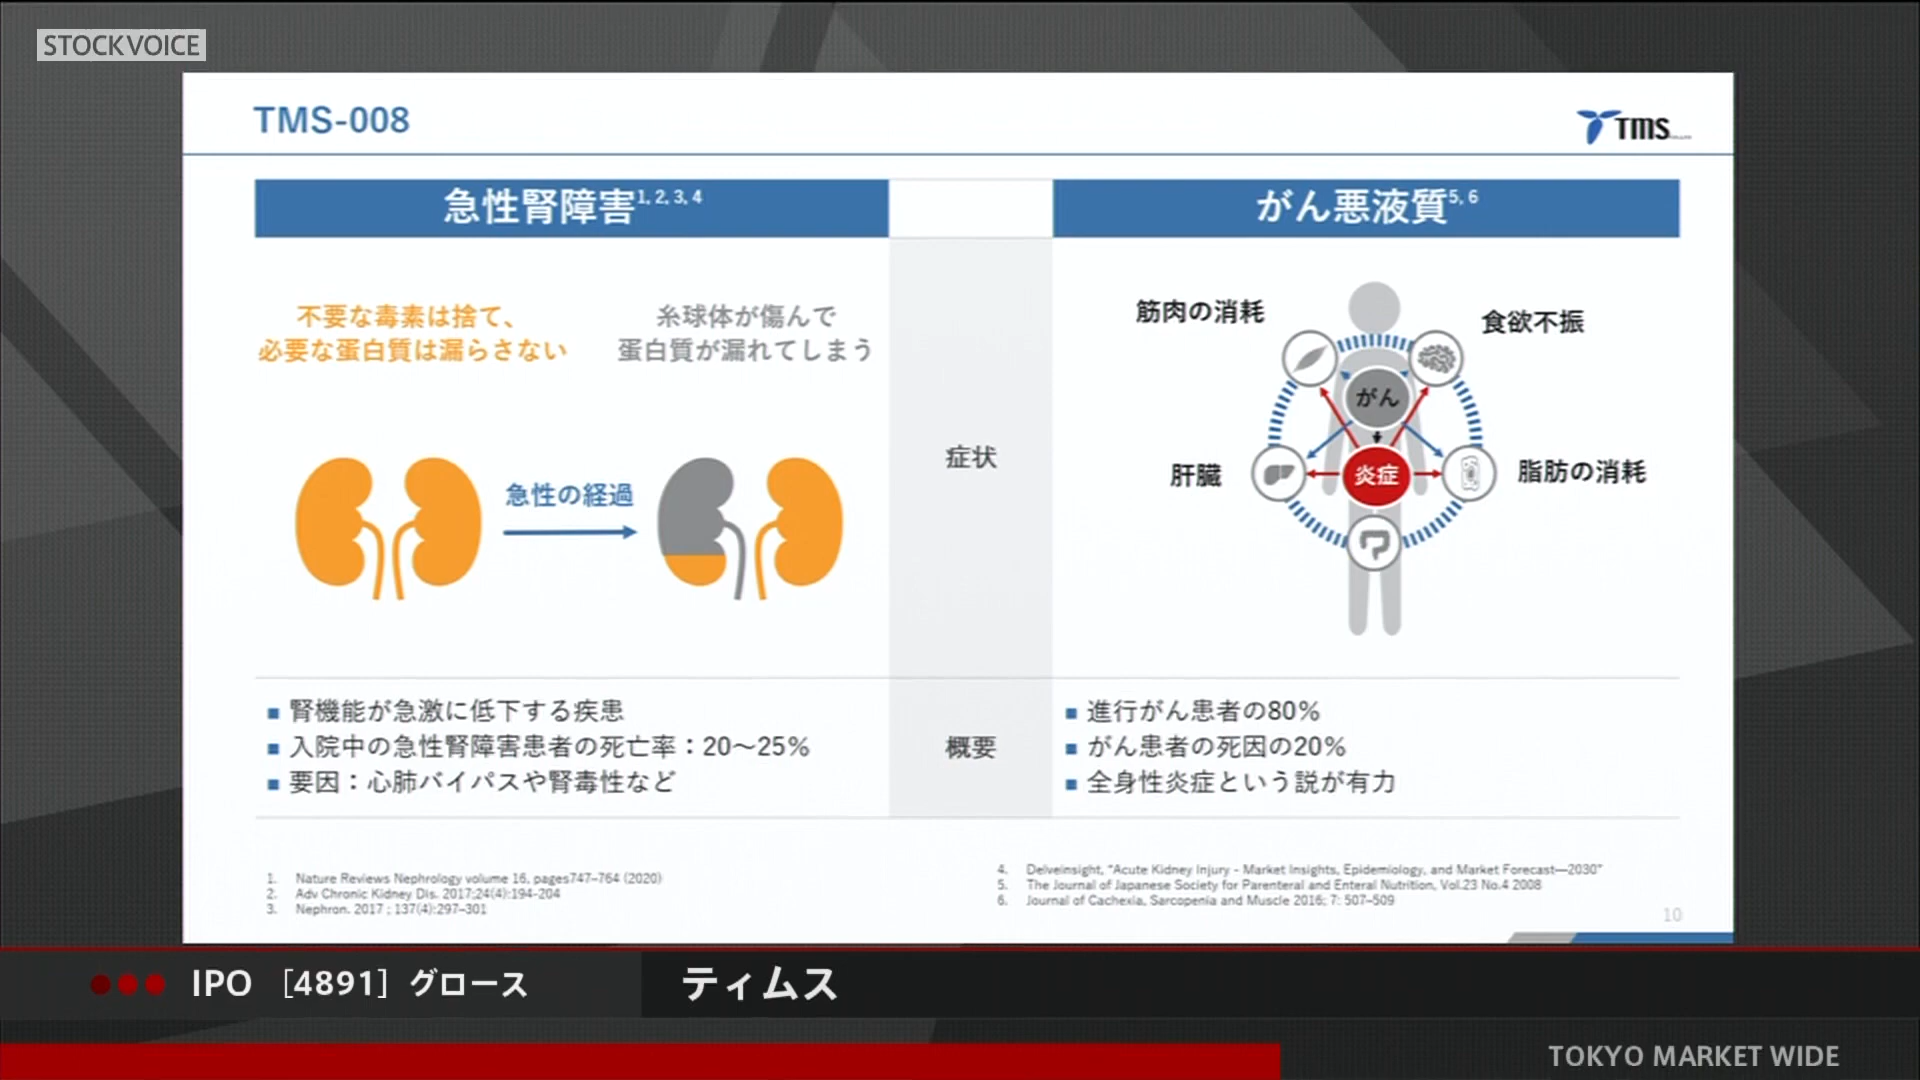 STOCKVOICE
TMS-008
TMS
急性腎障害1, 2, 3, 4
がん悪液質5, 6
不要な毒素は捨て、
必要な蛋白質は漏らさない
糸球体が傷んで
蛋白質が漏れてしまう
急性の経過
症状
筋肉の消耗
食欲不振
がん
炎症
肝臓
脂肪の消耗
腎機能が急激に低下する疾患
入院中の急性腎障害患者の死亡率：20〜25%
要因：心肺バイパスや腎毒性など
概要
進行がん患者の80%
がん患者の死因の20%
全身性炎症という説が有力
1. Nature Reviews Nephrology volume 16, pages747–764 (2020)
2. Adv Chronic Kidney Dis. 2017;24(4):194-204
3. Nephron. 2017 ; 137(4):297–301
4. Delveinsight, "Acute Kidney Injury - Market Insights, Epidemiology, and Market Forecast—2030"
5. The Journal of Japanese Society for Parenteral and Enteral Nutrition, Vol.23 No.4 2008
6. Journal of Cachexia, Sarcopenia and Muscle 2016; 7: 507–509
10
IPO [4891] グロース
ティムス
TOKYO MARKET WIDE